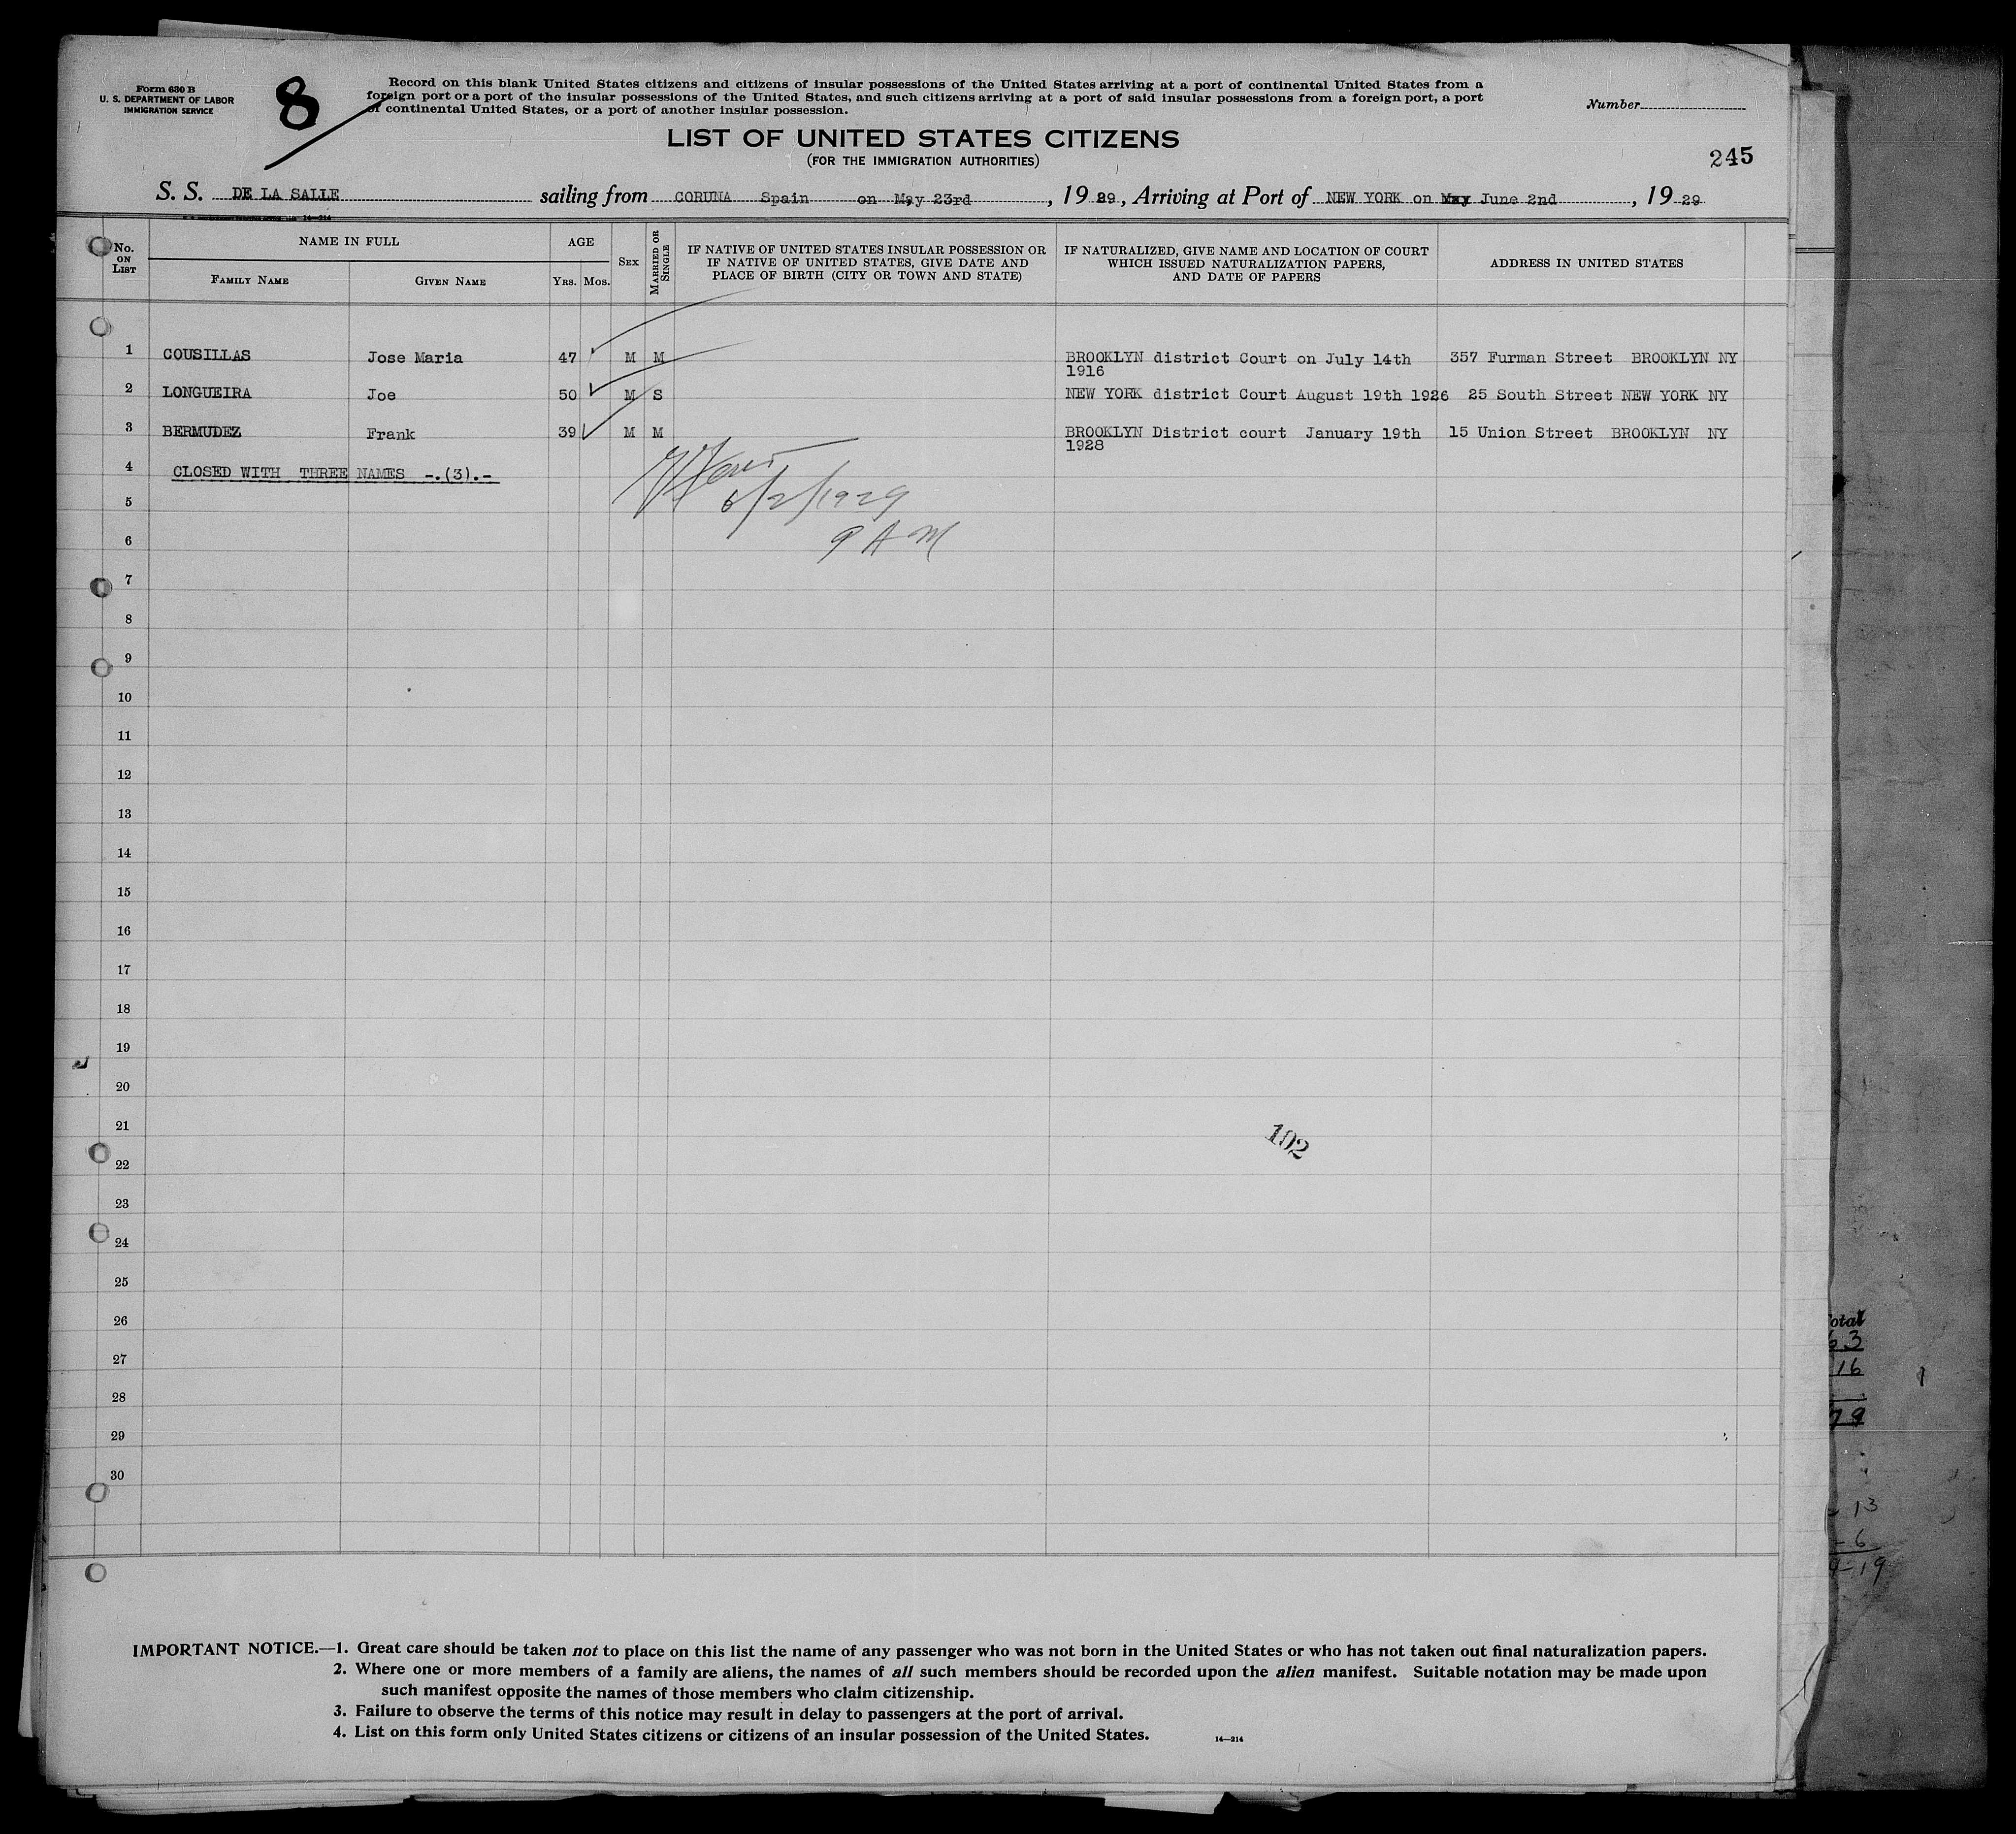 Form 630 B
U. S. DEPARTMENT OF LABOR
IMMIGRATION SERVICE
8
Record on this blank United States citizens and citizens of insular possessions of the United States arriving at a port of continental United States from a
foreign port or a port of the insular possessions of the United States, and such citizens arriving at a port of said insular possessions from a foreign port, a port
of continental United States, or a port of another insular possession.
Number
LIST OF UNITED STATES CITIZENS
(FOR THE IMMIGRATION AUTHORITIES)
245
S. S. DE LA SALLE sailing from CORUNA Spain on May 23rd , 19 29, Arriving at Port of NEW YORK on May June 2nd , 19 29
14—214
No. ON LIST
NAME IN FULL
FAMILY NAME
GIVEN NAME
AGE
YRS. MOS.
SEX
MARRIED OR SINGLE
IF NATIVE OF UNITED STATES INSULAR POSSESSION OR
IF NATIVE OF UNITED STATES, GIVE DATE AND
PLACE OF BIRTH (CITY OR TOWN AND STATE)
IF NATURALIZED, GIVE NAME AND LOCATION OF COURT
WHICH ISSUED NATURALIZATION PAPERS,
AND DATE OF PAPERS
ADDRESS IN UNITED STATES
1 COUSILLAS Jose Maria 47 M M BROOKLYN district Court on July 14th 357 Furman Street BROOKLYN NY
1916
2 LONGUEIRA Joe 50 M S NEW YORK district Court August 19th 1926 25 South Street NEW YORK NY
3 BERMUDEZ Frank 39 M M BROOKLYN District court January 19th 15 Union Street BROOKLYN NY
1928
4 CLOSED WITH THREE NAMES -.(3).-
6/2/1929
5
9 A M
6
7
8
9
10
11
12
13
14
15
16
17
18
19
20
21
102
22
23
24
25
26
27
28
29
30
16
79
13
6
19
IMPORTANT NOTICE.—1. Great care should be taken not to place on this list the name of any passenger who was not born in the United States or who has not taken out final naturalization papers.
2. Where one or more members of a family are aliens, the names of all such members should be recorded upon the alien manifest. Suitable notation may be made upon
such manifest opposite the names of those members who claim citizenship.
3. Failure to observe the terms of this notice may result in delay to passengers at the port of arrival.
4. List on this form only United States citizens or citizens of an insular possession of the United States.
14—214